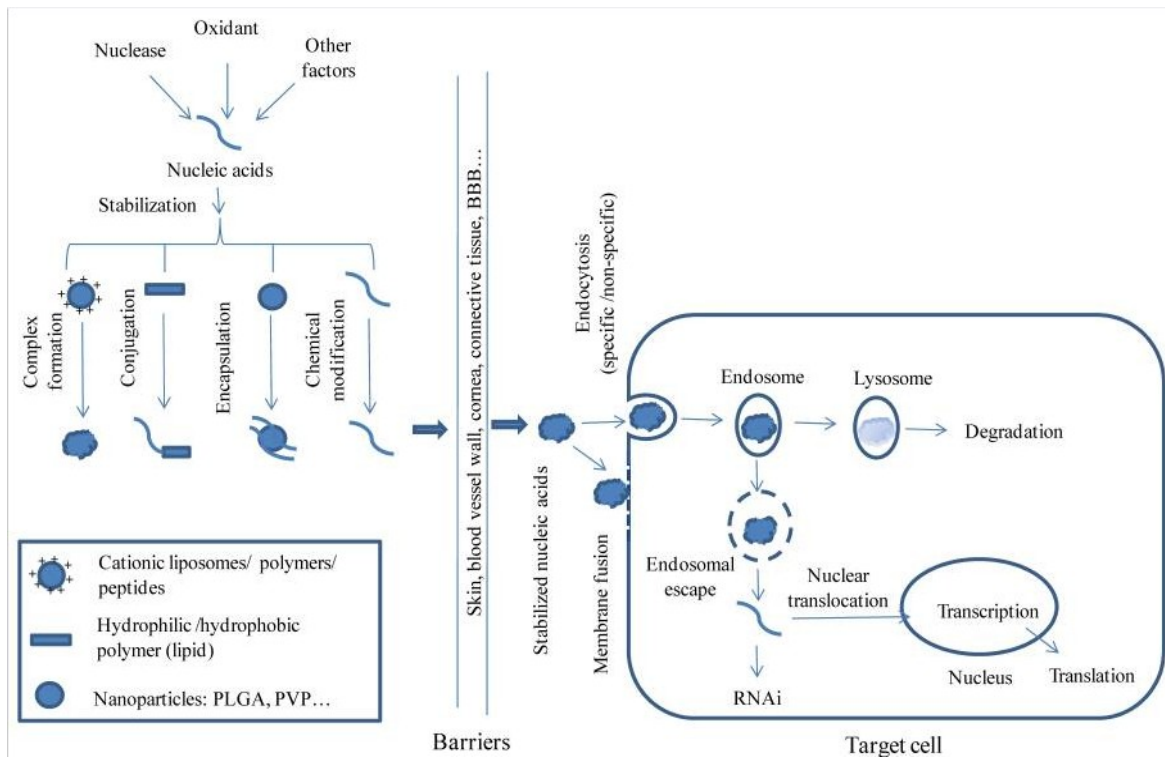 Oxidant
Nuclease
Other
factors
Nucleic acids
Stabilization
Complex
formation
Conjugation
Encapsulation
Chemical
modification
Cationic liposomes/ polymers/
peptides
Hydrophilic /hydrophobic
polymer (lipid)
Nanoparticles: PLGA, PVP…
Skin, blood vessel wall, cornea, connective tissue, BBB…
Barriers
Stabilized nucleic acids
Endocytosis
(specific /non-specific)
Membrane fusion
Endosome
Lysosome
Degradation
Endosomal
escape
Nuclear
translocation
Transcription
Nucleus
Translation
RNAi
Target cell